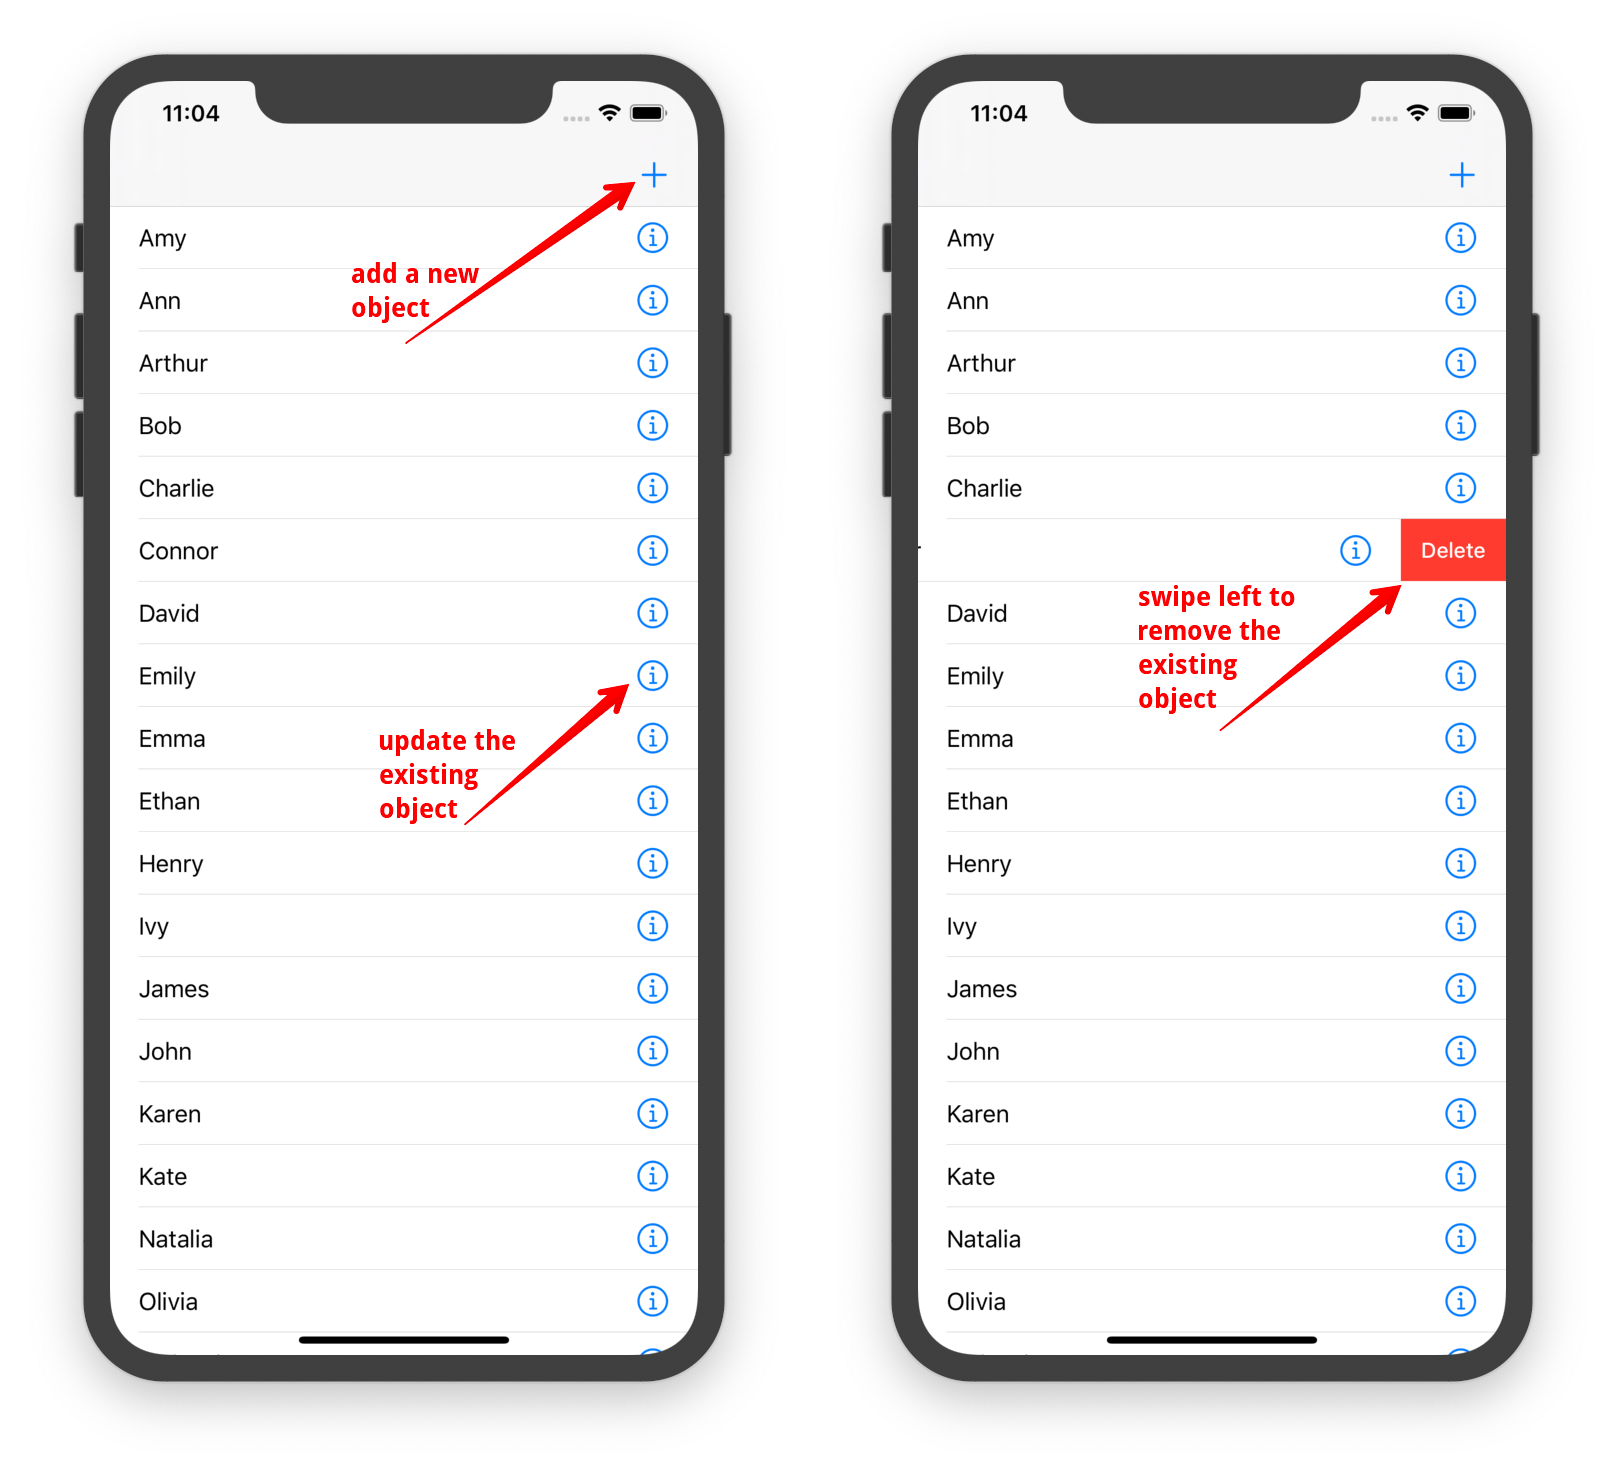 11:04
Amy
add a new
object
Ann
Arthur
Bob
Charlie
Connor
David
Emily
Emma
update the
existing
object
Ethan
Henry
Ivy
James
John
Karen
Kate
Natalia
Olivia
11:04
Amy
Ann
Arthur
Bob
Charlie
Delete
swipe left to
remove the
existing
object
David
Emily
Emma
Ethan
Henry
Ivy
James
John
Karen
Kate
Natalia
Olivia